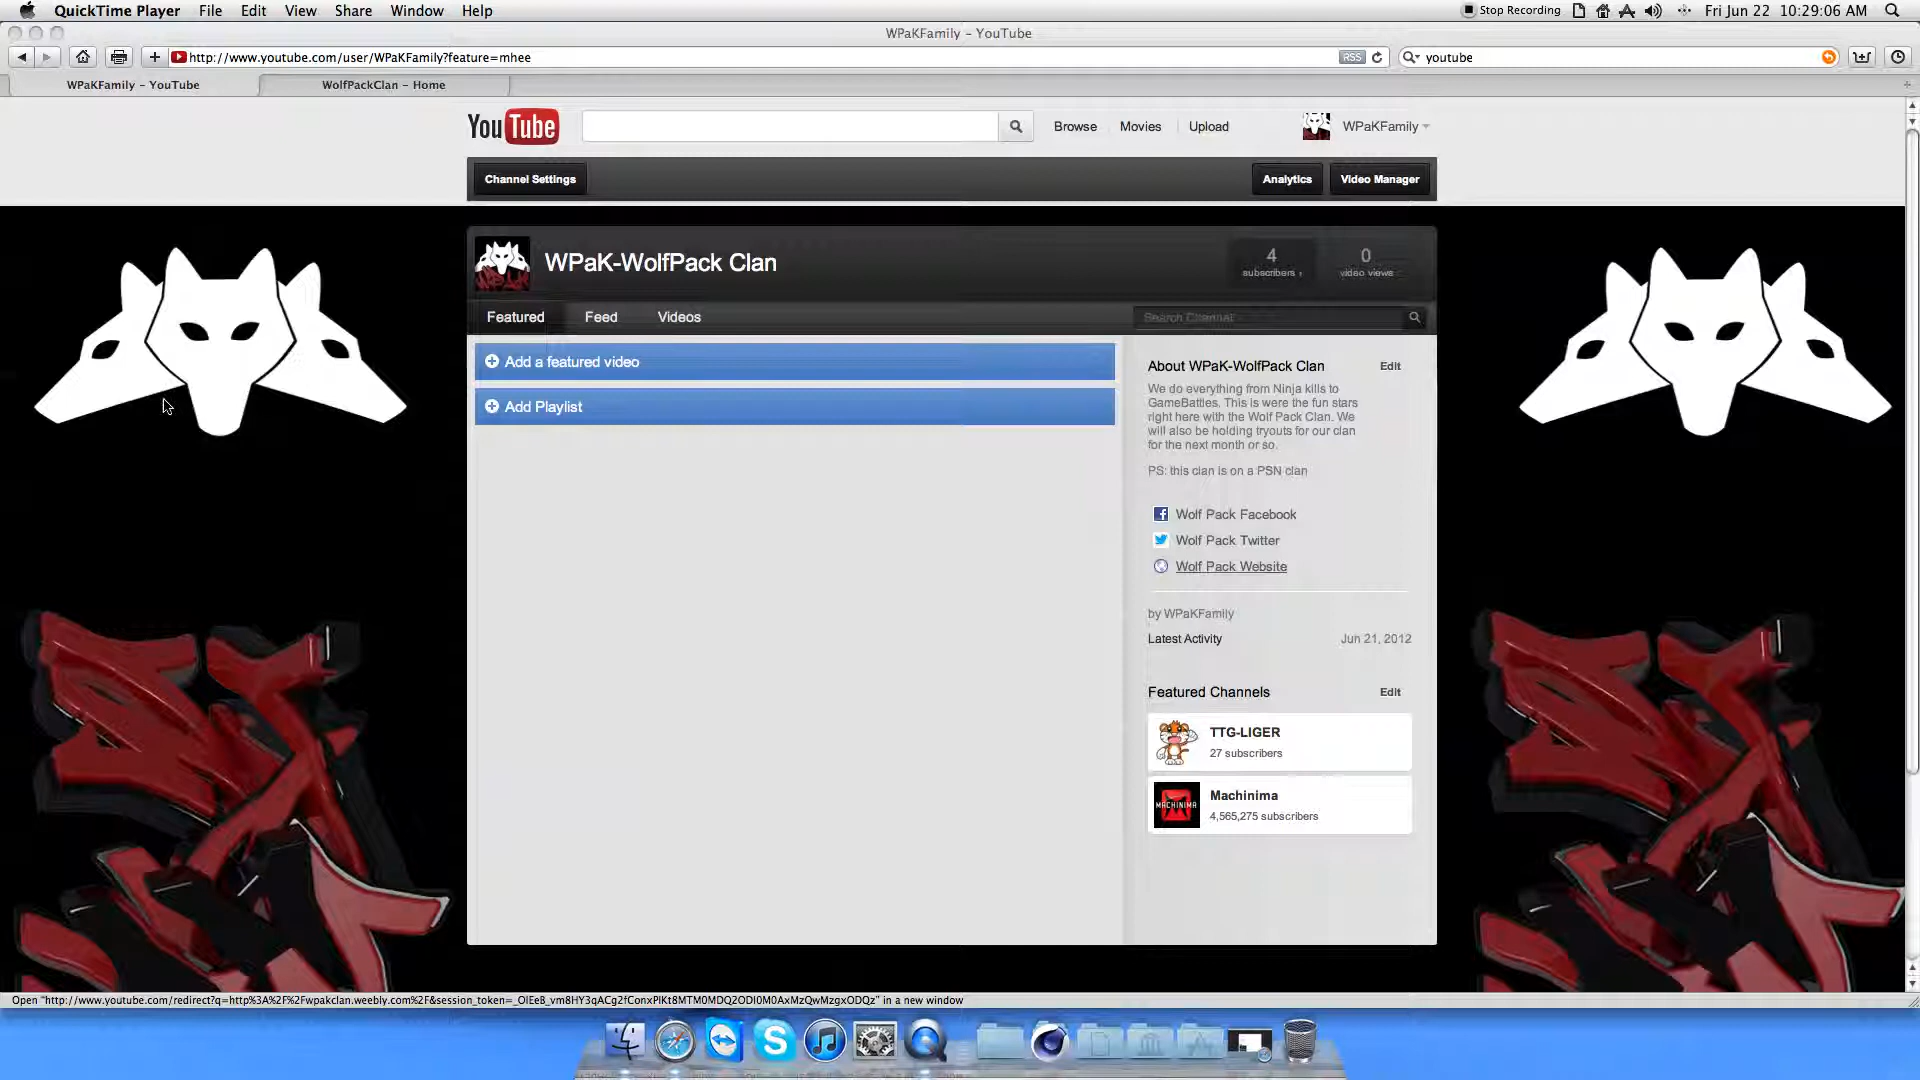 QuickTime Player File Edit View Share Window Help Stop Recording Fri Jun 22 10:29:06 AM
WPaKFamily – YouTube
http://www.youtube.com/user/WPaKFamily?feature=mhee RSS youtube
WPaKFamily – YouTube WolfPackClan – Home
YouTube Browse Movies Upload WPaKFamily
Channel Settings Analytics Video Manager
WPaK-WolfPack Clan
4 0
subscribers video views
Featured Feed Videos Search Channel
Add a featured video
Add Playlist
About WPaK-WolfPack Clan Edit
We do everything from Ninja kills to
GameBattles. This is were the fun stars
right here with the Wolf Pack Clan. We
will also be holding tryouts for our clan
for the next month or so.
PS: this clan is on a PSN clan
Wolf Pack Facebook
Wolf Pack Twitter
Wolf Pack Website
by WPaKFamily
Latest Activity Jun 21, 2012
Featured Channels Edit
TTG-LIGER
27 subscribers
MACHINIMA
Machinima
4,565,275 subscribers